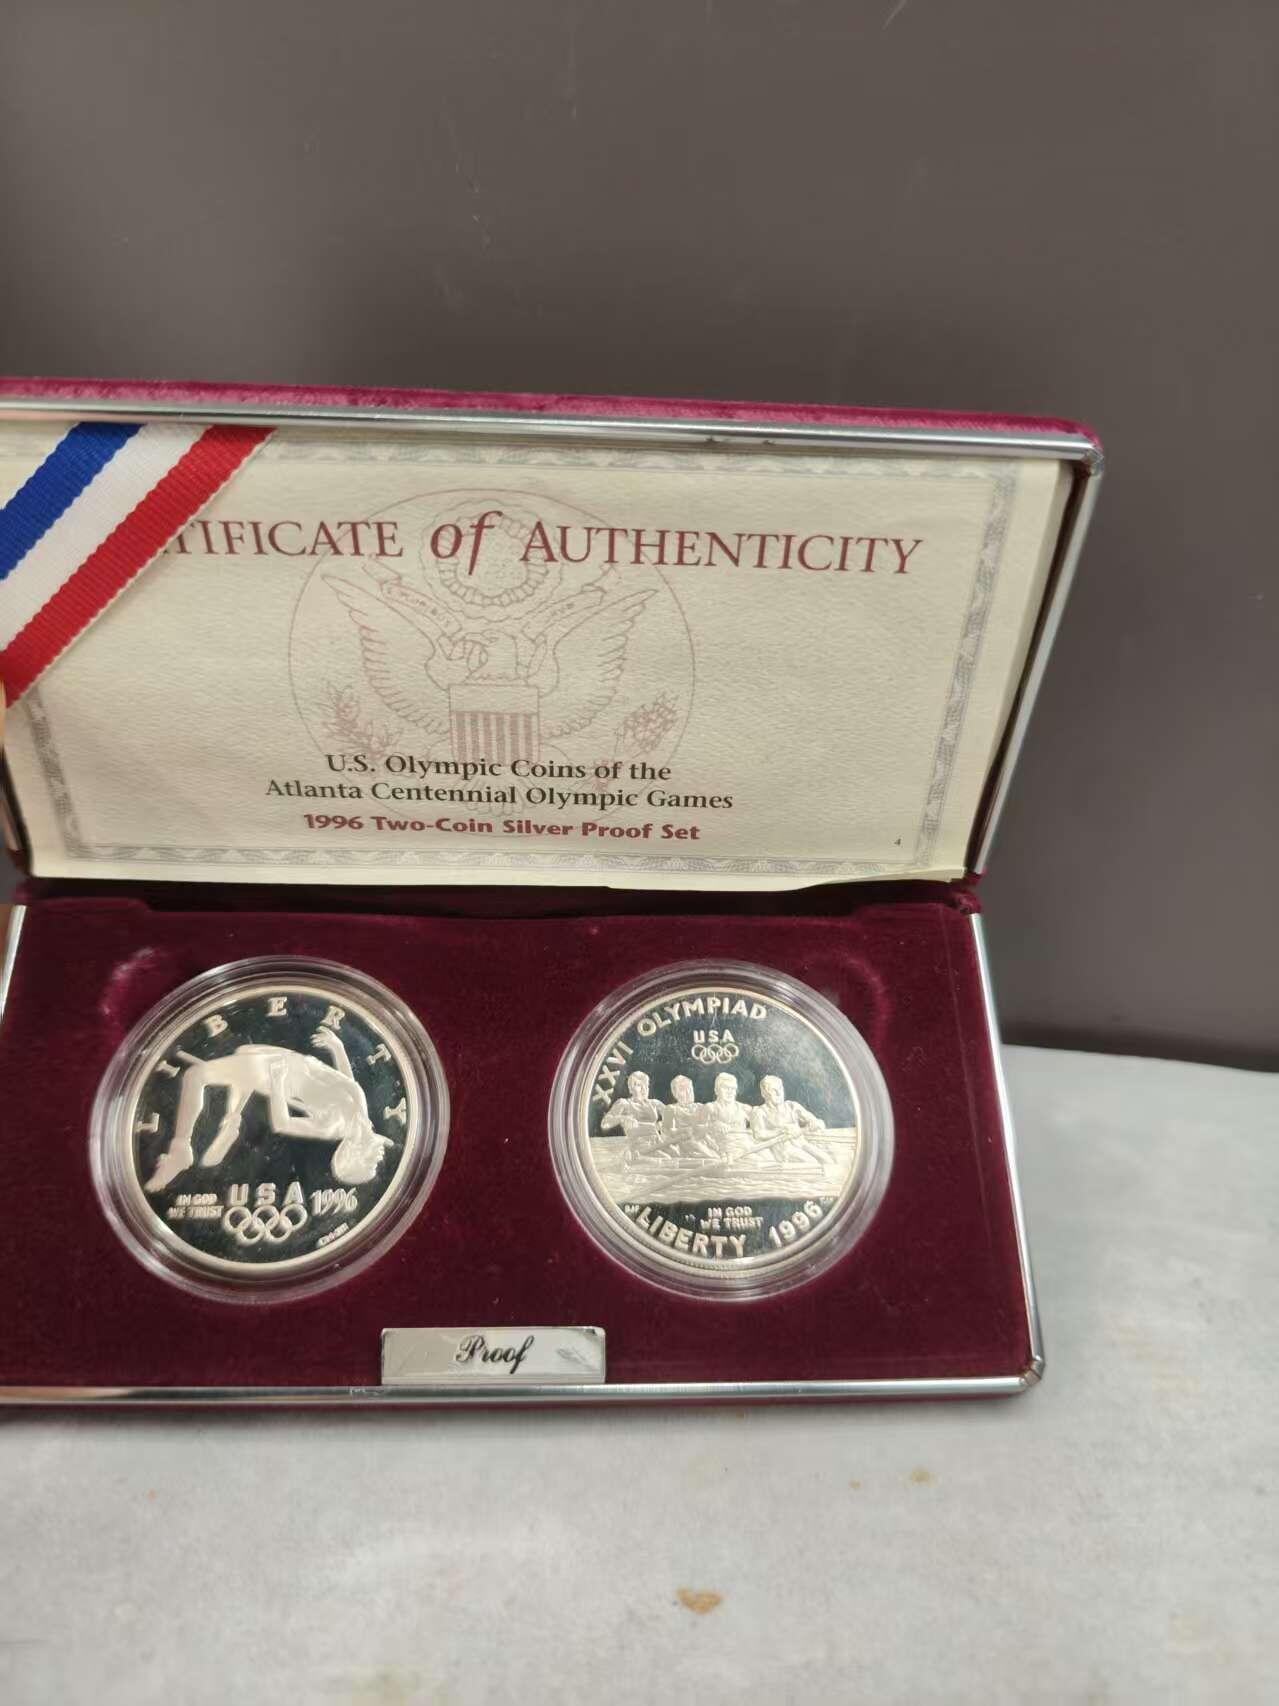 TIFICATE of AUTHENTICITY
U.S. Olympic Coins of the
Atlanta Centennial Olympic Games
1996 Two-Coin Silver Proof Set
4
LIBERTY
IN GOD
WE TRUST
USA 1996
XXVI OLYMPIAD
USA
IN GOD
WE TRUST
LIBERTY 1996
Proof